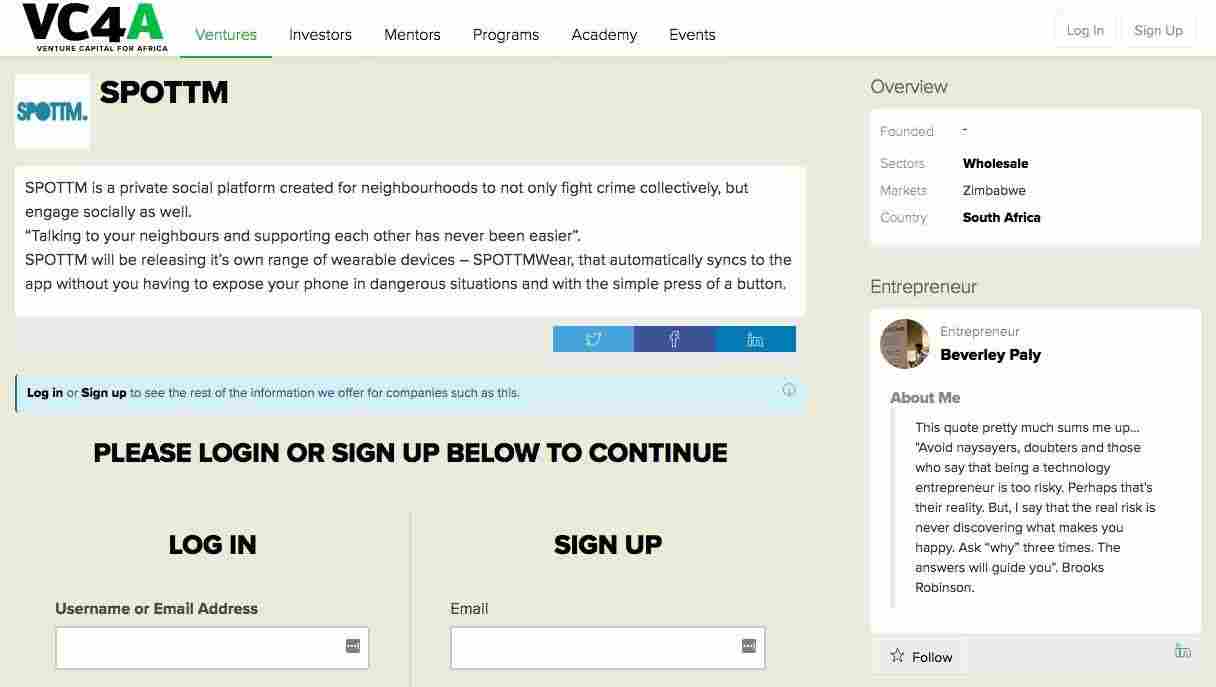 VC4A
VENTURE CAPITAL FOR AFRICA
Ventures Investors Mentors Programs Academy Events
Log In Sign Up
SPOTTM.
SPOTTM
SPOTTM is a private social platform created for neighbourhoods to not only fight crime collectively, but
engage socially as well.
“Talking to your neighbours and supporting each other has never been easier”.
SPOTTM will be releasing it’s own range of wearable devices – SPOTTMWear, that automatically syncs to the
app without you having to expose your phone in dangerous situations and with the simple press of a button.
Log in or Sign up to see the rest of the information we offer for companies such as this.
PLEASE LOGIN OR SIGN UP BELOW TO CONTINUE
LOG IN
Username or Email Address
SIGN UP
Email
Overview
Founded -
Sectors Wholesale
Markets Zimbabwe
Country South Africa
Entrepreneur
Entrepreneur
Beverley Paly
About Me
This quote pretty much sums me up...
"Avoid naysayers, doubters and those
who say that being a technology
entrepreneur is too risky. Perhaps that's
their reality. But, I say that the real risk is
never discovering what makes you
happy. Ask “why” three times. The
answers will guide you". Brooks
Robinson.
Follow
in